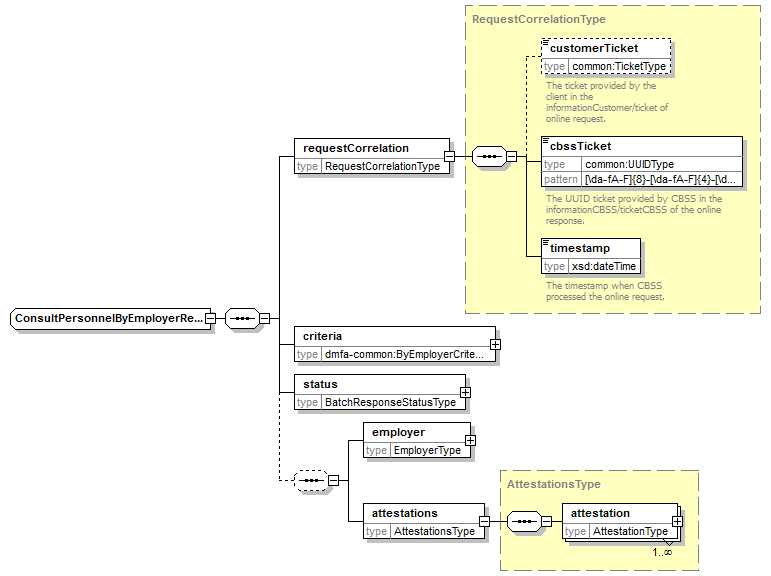 RequestCorrelationType
customerTicket
type common:TicketType
The ticket provided by the
client in the
informationCustomer/ticket of
online request.
requestCorrelation
type RequestCorrelationType
cbssTicket
type common:UUIDType
pattern [\da-fA-F]{8}-[\da-fA-F]{4}-[\d...
The UUID ticket provided by CBSS in the
informationCBSS/ticketCBSS of the online
response.
timestamp
type xsd:dateTime
The timestamp when CBSS
processed the online request.
ConsultPersonnelByEmployerRe...
criteria
type dmfa-common:ByEmployerCrite...
status
type BatchResponseStatusType
employer
type EmployerType
AttestationsType
attestations
type AttestationsType
attestation
type AttestationType
1..∞